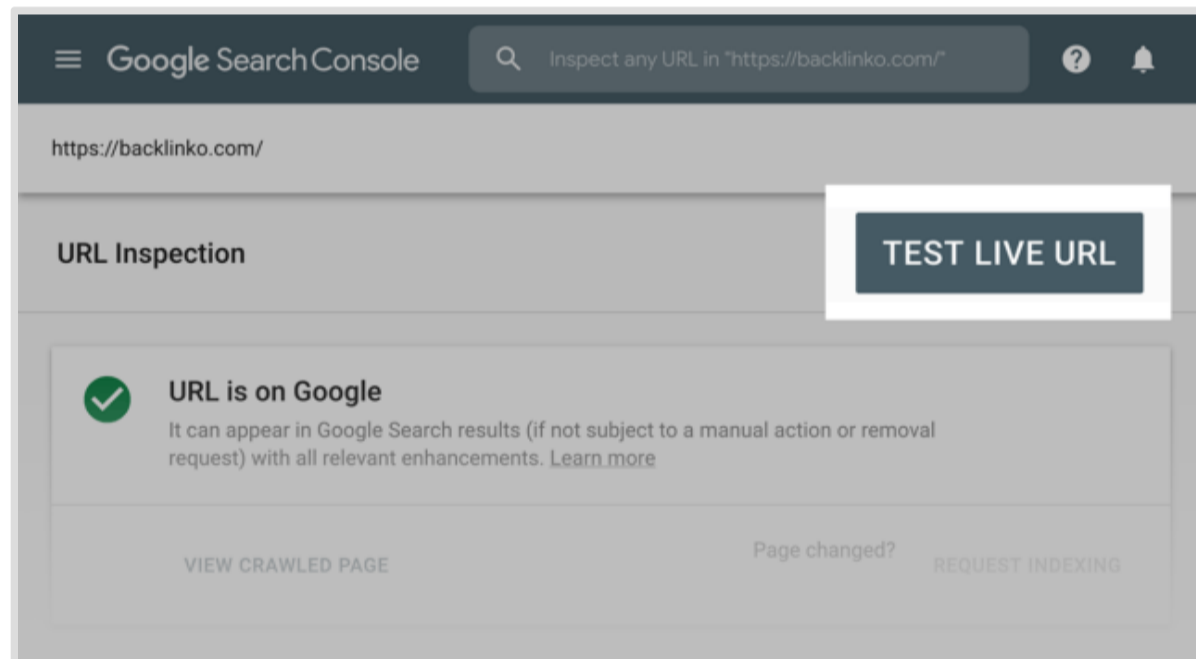 Google Search Console
Inspect any URL in "https://backlinko.com/"
https://backlinko.com/
URL Inspection
TEST LIVE URL
URL is on Google
It can appear in Google Search results (if not subject to a manual action or removal
request) with all relevant enhancements. Learn more
VIEW CRAWLED PAGE
Page changed?
REQUEST INDEXING